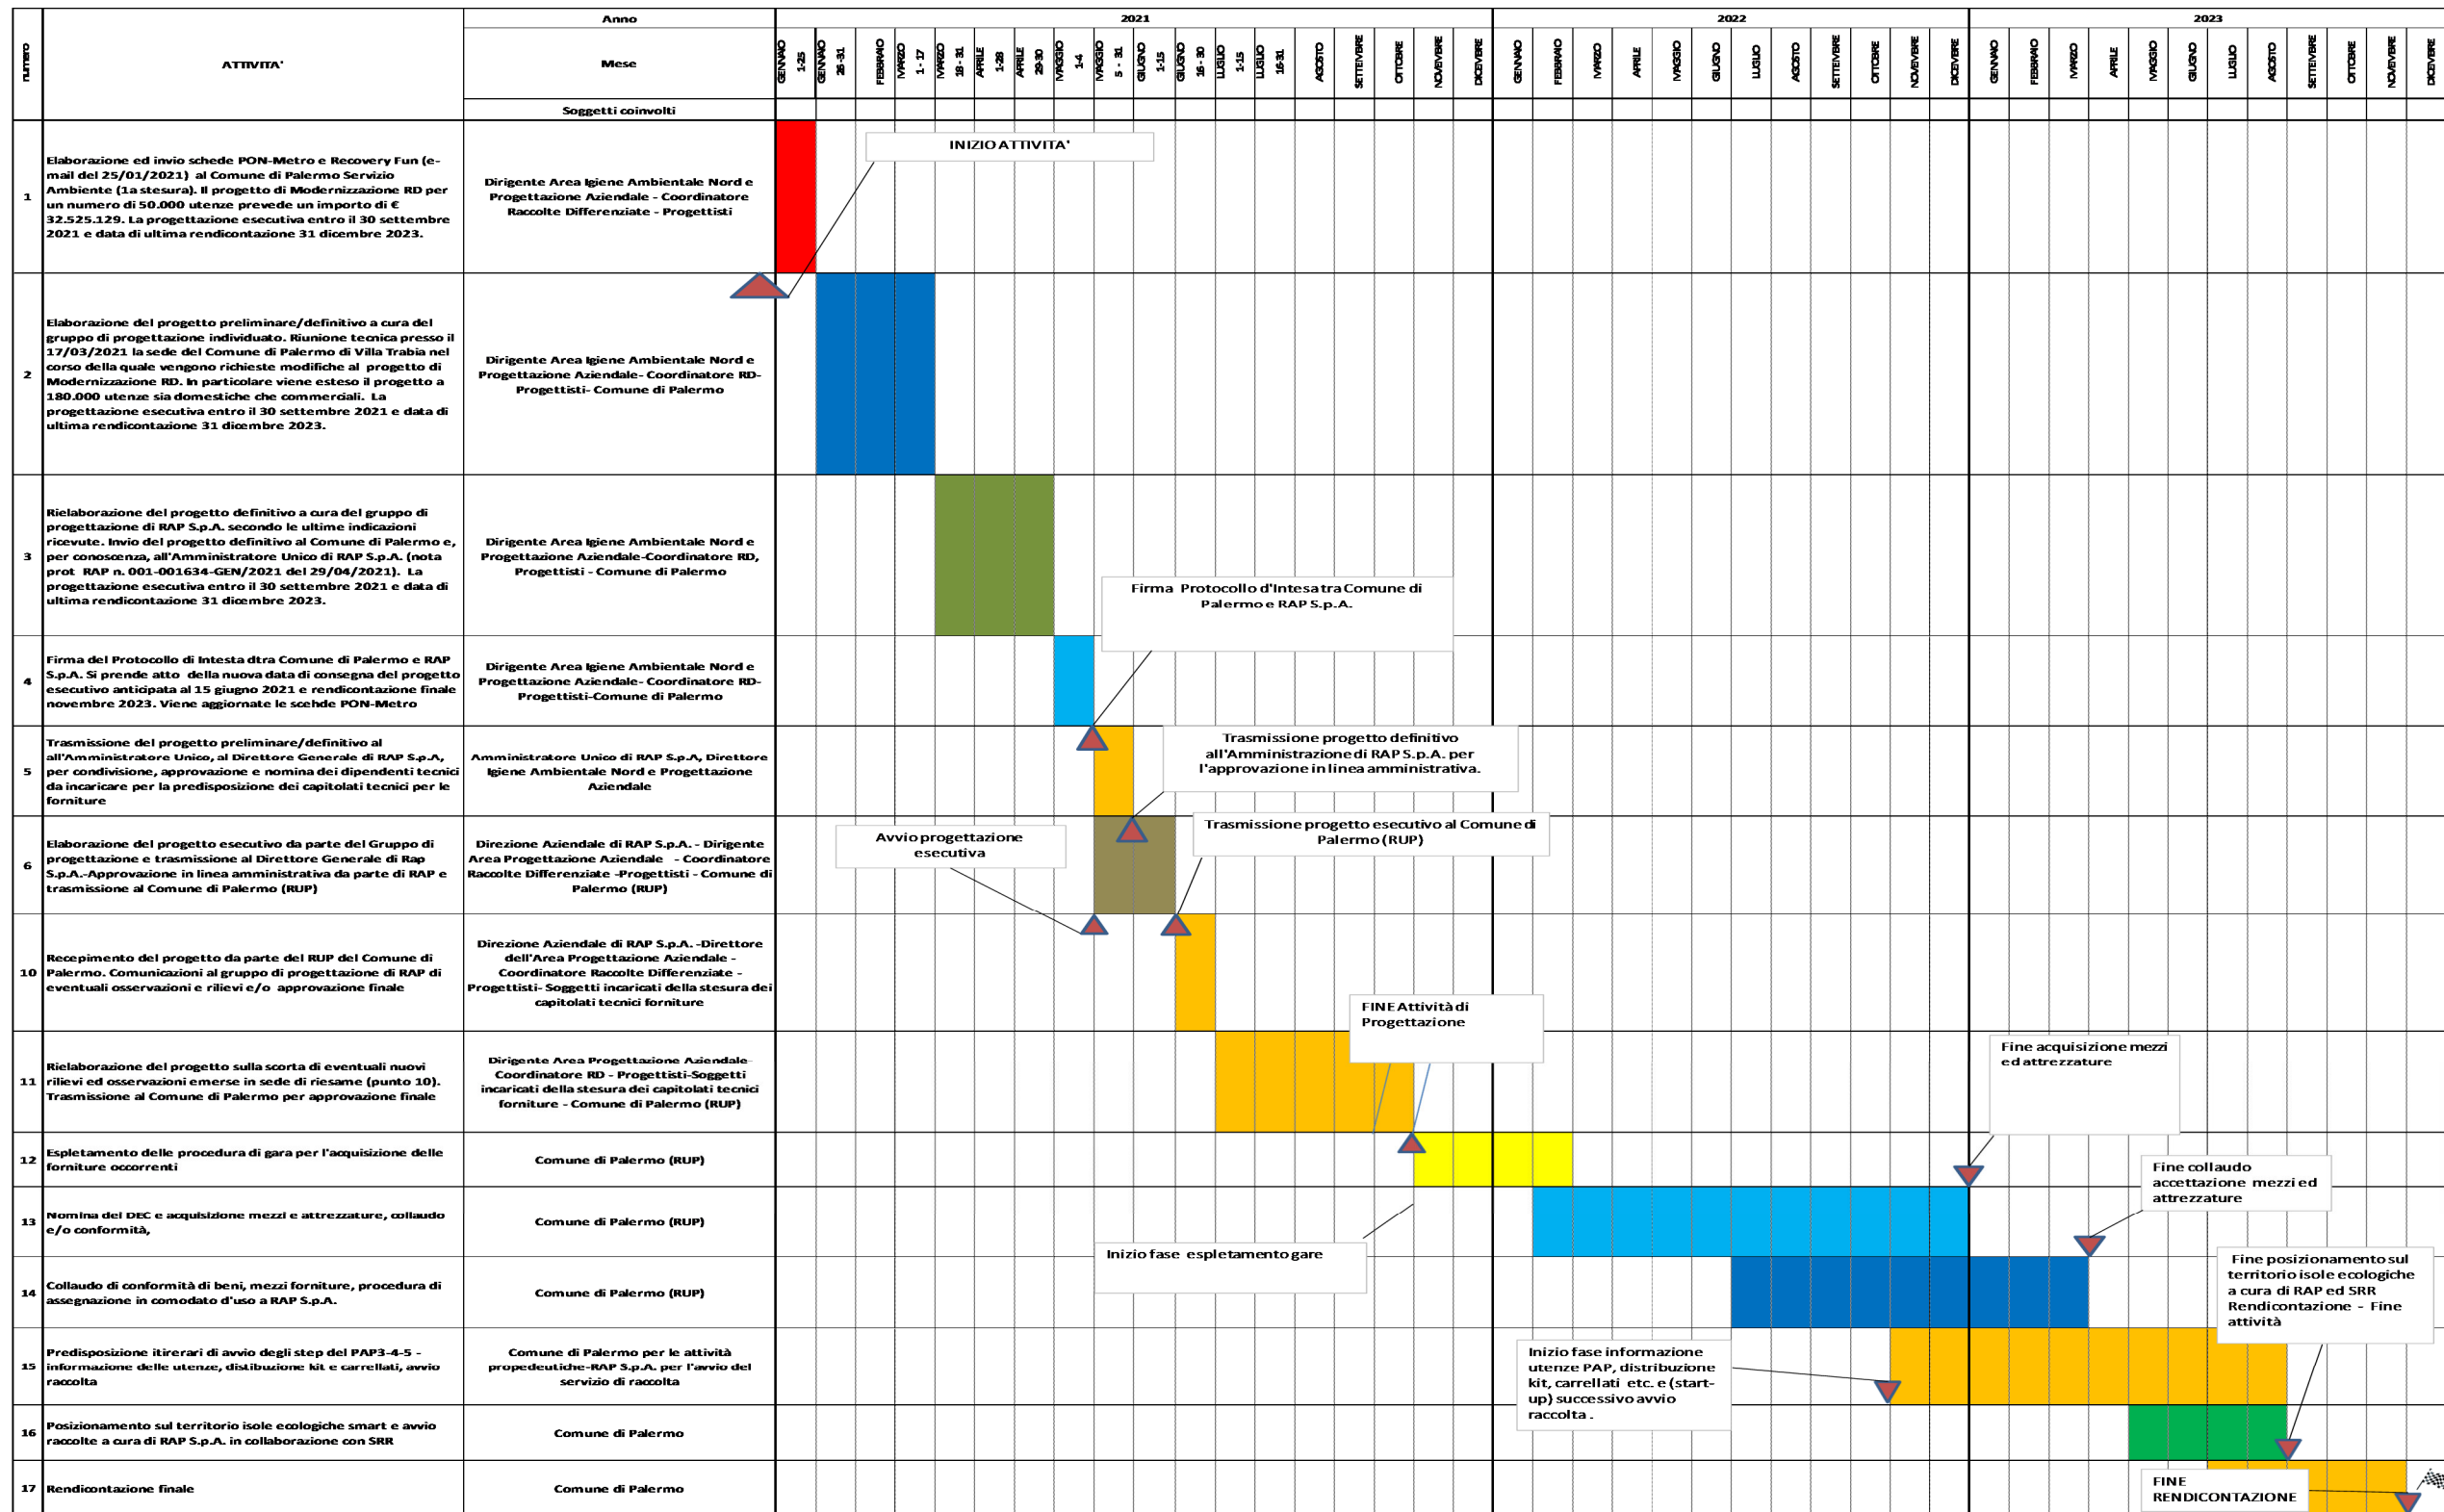 numero
ATTIVITA'
Anno
2021
2022
2023
Mese
GENNAIO 1-25
GENNAIO 26-31
FEBBRAIO
MARZO 1 - 17
MARZO 18 - 31
APRILE 1-28
APRILE 29-30
MAGGIO 1-4
MAGGIO 5 - 31
GIUGNO 1-15
GIUGNO 16 - 30
LUGLIO 1-15
LUGLIO 16-31
AGOSTO
SETTEMBRE
OTTOBRE
NOVEMBRE
DICEMBRE
GENNAIO
FEBBRAIO
MARZO
APRILE
MAGGIO
GIUGNO
LUGLIO
AGOSTO
SETTEMBRE
OTTOBRE
NOVEMBRE
DICEMBRE
GENNAIO
FEBBRAIO
MARZO
APRILE
MAGGIO
GIUGNO
LUGLIO
AGOSTO
SETTEMBRE
OTTOBRE
NOVEMBRE
DICEMBRE
Soggetti coinvolti
1
Elaborazione ed invio schede PON-Metro e Recovery Fun (e-
mail del 25/01/2021) al Comune di Palermo Servizio
Ambiente (1a stesura). Il progetto di Modernizzazione RD per
un numero di 50.000 utenze prevede un importo di €
32.525.129. La progettazione esecutiva entro il 30 settembre
2021 e data di ultima rendicontazione 31 dicembre 2023.
Dirigente Area Igiene Ambientale Nord e
Progettazione Aziendale - Coordinatore
Raccolte Differenziate - Progettisti
INIZIO ATTIVITA'
2
Elaborazione del progetto preliminare/definitivo a cura del
gruppo di progettazione individuato. Riunione tecnica presso il
17/03/2021 la sede del Comune di Palermo di Villa Trabia nel
corso della quale vengono richieste modifiche al progetto di
Modernizzazione RD. In particolare viene esteso il progetto a
180.000 utenze sia domestiche che commerciali. La
progettazione esecutiva entro il 30 settembre 2021 e data di
ultima rendicontazione 31 dicembre 2023.
Dirigente Area Igiene Ambientale Nord e
Progettazione Aziendale- Coordinatore RD-
Progettisti- Comune di Palermo
3
Rielaborazione del progetto definitivo a cura del gruppo di
progettazione di RAP S.p.A. secondo le ultime indicazioni
ricevute. Invio del progetto definitivo al Comune di Palermo e,
per conoscenza, all'Amministratore Unico di RAP S.p.A. (nota
prot RAP n. 001-001634-GEN/2021 del 29/04/2021). La
progettazione esecutiva entro il 30 settembre 2021 e data di
ultima rendicontazione 31 dicembre 2023.
Dirigente Area Igiene Ambientale Nord e
Progettazione Aziendale-Coordinatore RD,
Progettisti - Comune di Palermo
Firma Protocollo d'Intesa tra Comune di
Palermo e RAP S.p.A.
4
Firma del Protocollo di Intesta dtra Comune di Palermo e RAP
S.p.A. Si prende atto della nuova data di consegna del progetto
esecutivo anticipata al 15 giugno 2021 e rendicontazione finale
novembre 2023. Viene aggiornate le scehde PON-Metro
Dirigente Area Igiene Ambientale Nord e
Progettazione Aziendale- Coordinatore RD-
Progettisti-Comune di Palermo
5
Trasmissione del progetto preliminare/definitivo al
all'Amministratore Unico, al Direttore Generale di RAP S.p.A,
per condivisione, approvazione e nomina dei dipendenti tecnici
da incaricare per la predisposizione dei capitolati tecnici per le
forniture
Amministratore Unico di RAP S.p.A, Direttore
Igiene Ambientale Nord e Progettazione
Aziendale
Trasmissione progetto definitivo
all'Amministrazione di RAP S.p.A. per
l'approvazione in linea amministrativa.
6
Elaborazione del progetto esecutivo da parte del Gruppo di
progettazione e trasmissione al Direttore Generale di Rap
S.p.A.-Approvazione in linea amministrativa da parte di RAP e
trasmissione al Comune di Palermo (RUP)
Direzione Aziendale di RAP S.p.A. - Dirigente
Area Progettazione Aziendale - Coordinatore
Raccolte Differenziate -Progettisti - Comune di
Palermo (RUP)
Avvio progettazione
esecutiva
Trasmissione progetto esecutivo al Comune di
Palermo (RUP)
10
Recepimento del progetto da parte del RUP del Comune di
Palermo. Comunicazioni al gruppo di progettazione di RAP di
eventuali osservazioni e rilievi e/o approvazione finale
Direzione Aziendale di RAP S.p.A. -Direttore
dell'Area Progettazione Aziendale -
Coordinatore Raccolte Differenziate -
Progettisti- Soggetti incaricati della stesura dei
capitolati tecnici forniture
FINE Attività di
Progettazione
11
Rielaborazione del progetto sulla scorta di eventuali nuovi
rilievi ed osservazioni emerse in sede di riesame (punto 10).
Trasmissione al Comune di Palermo per approvazione finale
Dirigente Area Progettazione Aziendale-
Coordinatore RD - Progettisti-Soggetti
incaricati della stesura dei capitolati tecnici
forniture - Comune di Palermo (RUP)
Fine acquisizione mezzi
ed attrezzature
12
Espletamento delle procedura di gara per l'acquisizione delle
forniture occorrenti
Comune di Palermo (RUP)
Fine collaudo
accettazione mezzi ed
attrezzature
13
Nomina dei DEC e acquisizione mezzi e attrezzature, collaudo
e/o conformità,
Comune di Palermo (RUP)
Inizio fase espletamento gare
14
Collaudo di conformità di beni, mezzi forniture, procedura di
assegnazione in comodato d'uso a RAP S.p.A.
Comune di Palermo (RUP)
Fine posizionamento sul
territorio isole ecologiche
a cura di RAP ed SRR
Rendicontazione - Fine
attività
15
Predisposizione itirerari di avvio degli step del PAP3-4-5 -
informazione delle utenze, distibuzione kit e carrellati, avvio
raccolta
Comune di Palermo per le attività
propedeutiche-RAP S.p.A. per l'avvio del
servizio di raccolta
Inizio fase informazione
utenze PAP, distribuzione
kit, carrellati etc. e (start-
up) successivo avvio
raccolta .
16
Posizionamento sul territorio isole ecologiche smart e avvio
raccolte a cura di RAP S.p.A. in collaborazione con SRR
Comune di Palermo
17
Rendicontazione finale
Comune di Palermo
FINE
RENDICONTAZIONE